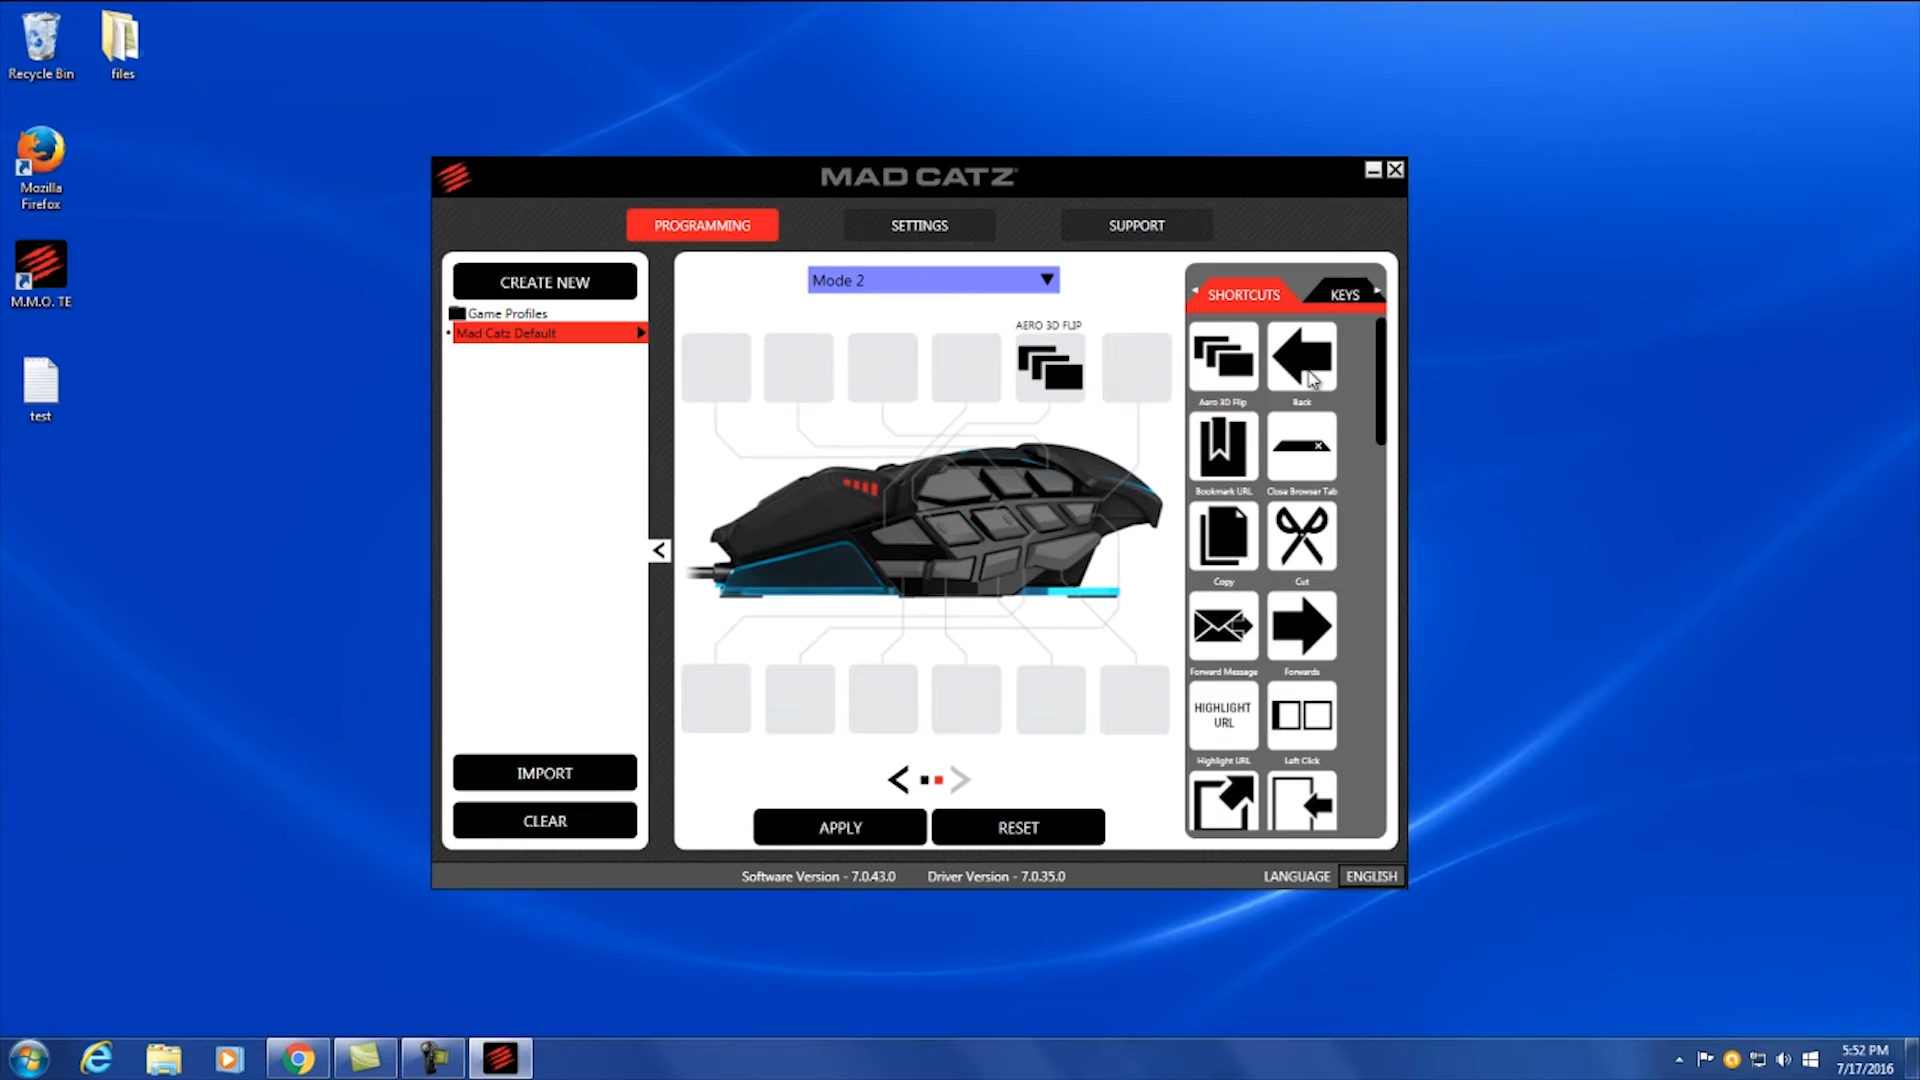 Recycle Bin
files
Mozilla
Firefox
M.M.O. TE
test
MAD CATZ
PROGRAMMING
SETTINGS
SUPPORT
CREATE NEW
Game Profiles
Mad Catz Default
IMPORT
CLEAR
Mode 2
AERO 3D FLIP
APPLY
RESET
SHORTCUTS
KEYS
Aero 3D Flip
Back
Bookmark URL
Close Browser Tab
Copy
Cut
Forward Message
Forwards
HIGHLIGHT
URL
Highlight URL
Left Click
Software Version - 7.0.43.0
Driver Version - 7.0.35.0
LANGUAGE
ENGLISH
5:52 PM
7/17/2016